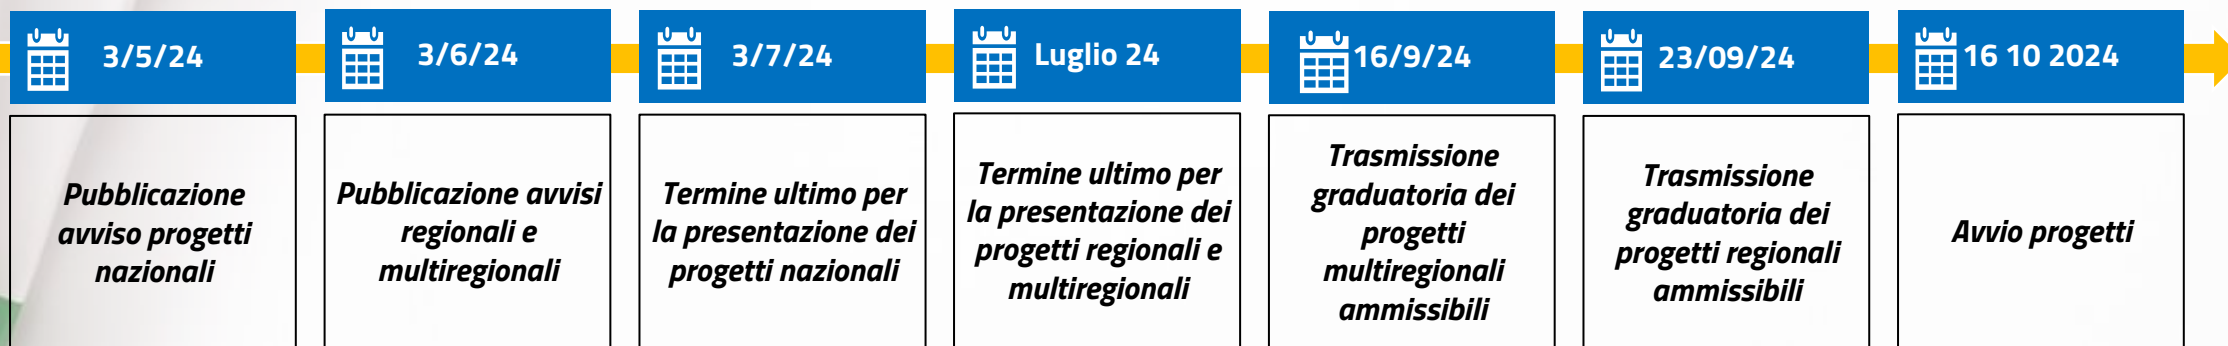 3/5/24
Pubblicazione
avviso progetti
nazionali
3/6/24
Pubblicazione avvisi
regionali e
multiregionali
3/7/24
Termine ultimo per
la presentazione dei
progetti nazionali
Luglio 24
Termine ultimo per
la presentazione dei
progetti regionali e
multiregionali
16/9/24
Trasmissione
graduatoria dei
progetti
multiregionali
ammissibili
23/09/24
Trasmissione
graduatoria dei
progetti regionali
ammissibili
16 10 2024
Avvio progetti